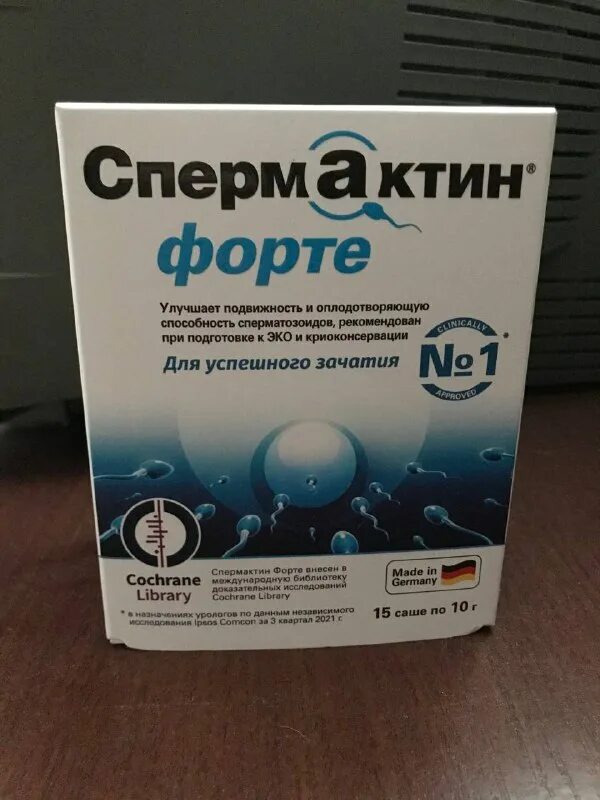 СпермАктин®
форте
Улучшает подвижность и оплодотворяющую
способность сперматозоидов, рекомендован
при подготовке к ЭКО и криоконсервации
Для успешного зачатия
CLINICALLY
№1*
APPROVED
Cochrane
Library
Спермактин Форте внесен в
международную библиотеку
доказательных исследований
Cochrane Library
Made in
Germany
15 саше по 10 г
* в назначениях урологов по данным независимого
исследования Ipsos Comcon за 3 квартал 2021 г.